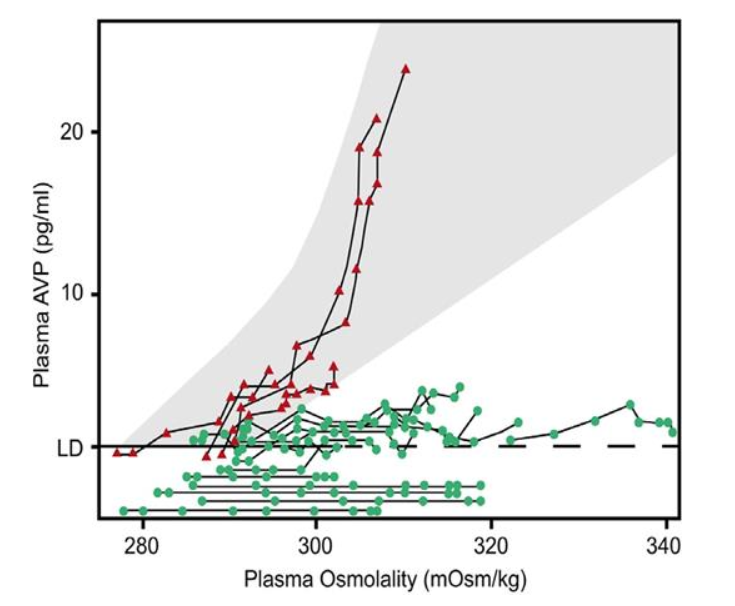 20
10
LD
Plasma AVP (pg/ml)
280 300 320 340
Plasma Osmolality (mOsm/kg)